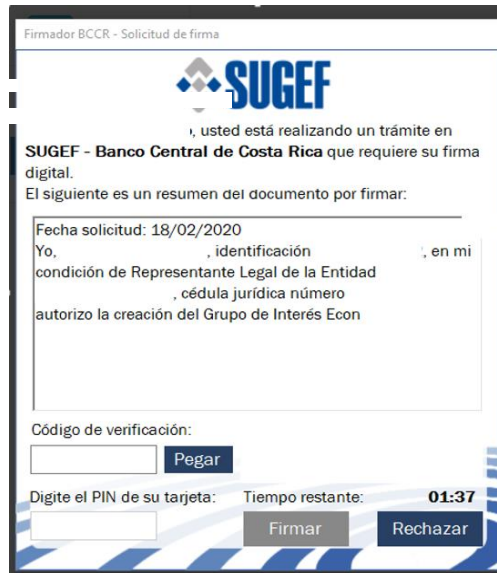 Firmador BCCR - Solicitud de firma
SUGEF
, usted está realizando un trámite en
SUGEF - Banco Central de Costa Rica que requiere su firma
digital.
El siguiente es un resumen del documento por firmar:
Fecha solicitud: 18/02/2020
Yo, , identificación , en mi
condición de Representante Legal de la Entidad
, cédula jurídica número
autorizo la creación del Grupo de Interés Econ
Código de verificación:
Pegar
Digite el PIN de su tarjeta: Tiempo restante: 01:37
Firmar Rechazar